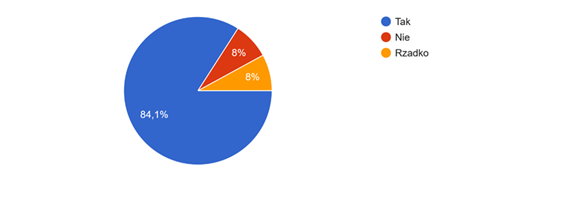 Tak
Nie
Rzadko
8%
8%
84,1%